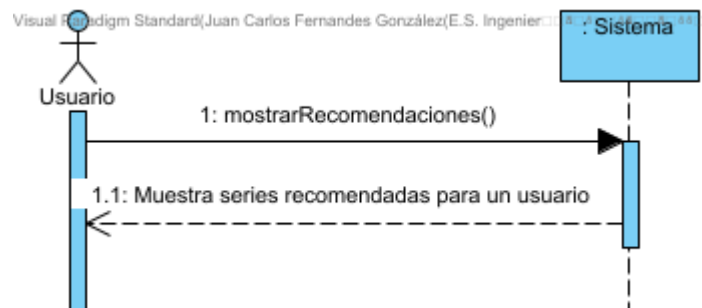 Visual Paradigm Standard(Juan Carlos Fernandes González(E.S. Ingenier
: Sistema
Usuario
1: mostrarRecomendaciones()
1.1: Muestra series recomendadas para un usuario